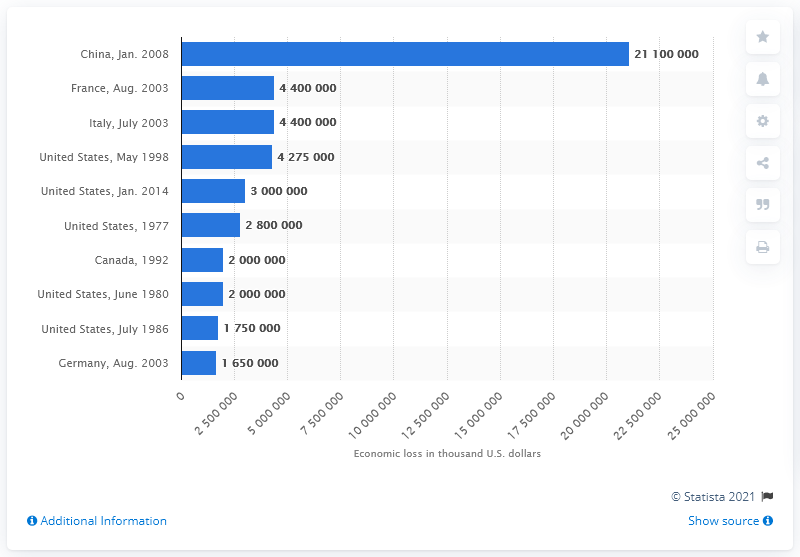 China, Jan. 2008 21 100 000
France, Aug. 2003 4 400 000
Italy, July 2003 4 400 000
United States, May 1998 4 275 000
United States, Jan. 2014 3 000 000
United States, 1977 2 800 000
Canada, 1992 2 000 000
United States, June 1980 2 000 000
United States, July 1986 1 750 000
Germany, Aug. 2003 1 650 000
0 2 500 000 5 000 000 7 500 000 10 000 000 12 500 000 15 000 000 17 500 000 20 000 000 22 500 000 25 000 000
Economic loss in thousand U.S. dollars
© Statista 2021
Additional Information Show source